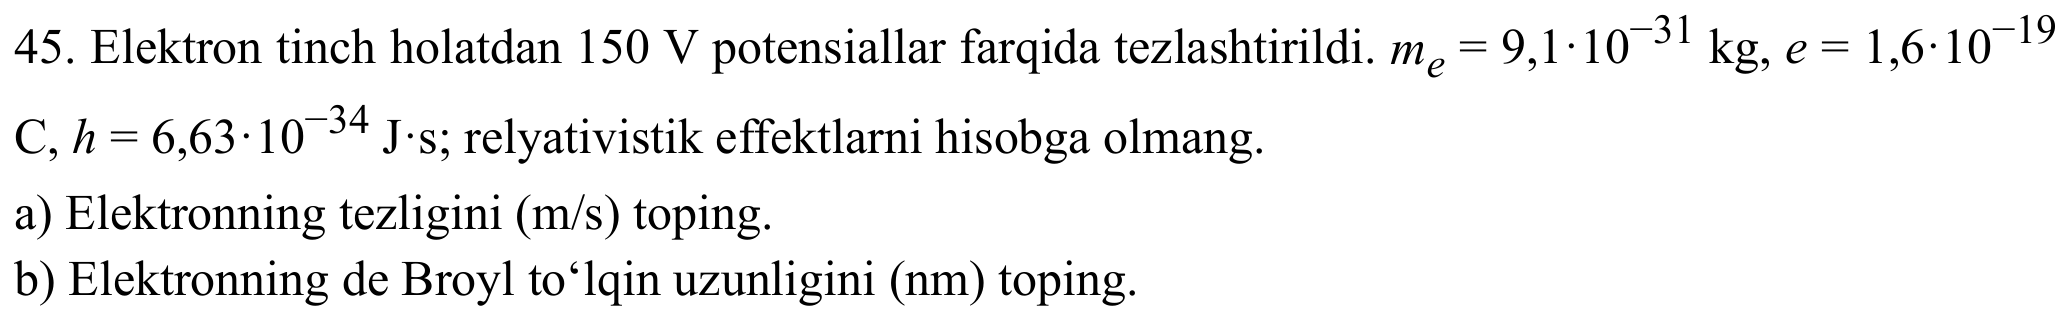 45. Elektron tinch holatdan 150 V potensiallar farqida tezlashtirildi. mₑ = 9,1·10⁻³¹ kg, e = 1,6·10⁻¹⁹
C, h = 6,63·10⁻³⁴ J·s; relyativistik effektlarni hisobga olmang.
a) Elektronning tezligini (m/s) toping.
b) Elektronning de Broyl to‘lqin uzunligini (nm) toping.